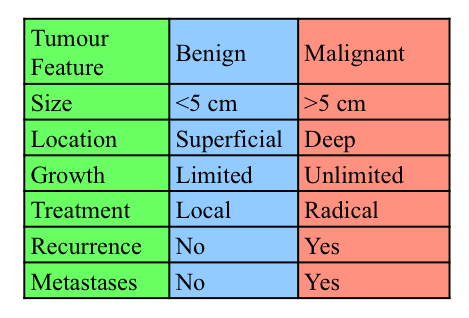 Tumour Feature Benign Malignant
Size <5 cm >5 cm
Location Superficial Deep
Growth Limited Unlimited
Treatment Local Radical
Recurrence No Yes
Metastases No Yes